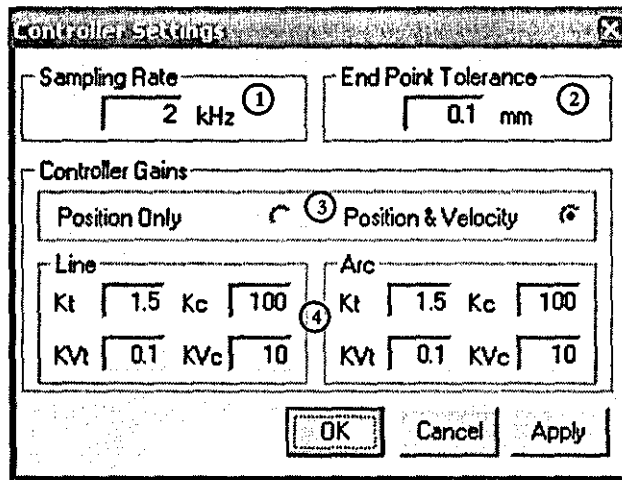 Controller Settings
Sampling Rate
2 kHz ①
End Point Tolerance
0.1 mm ②
Controller Gains
Position Only ③ Position & Velocity
Line
Kt 1.5 Kc 100
KVt 0.1 KVc 10
④
Arc
Kt 1.5 Kc 100
KVt 0.1 KVc 10
OK Cancel Apply